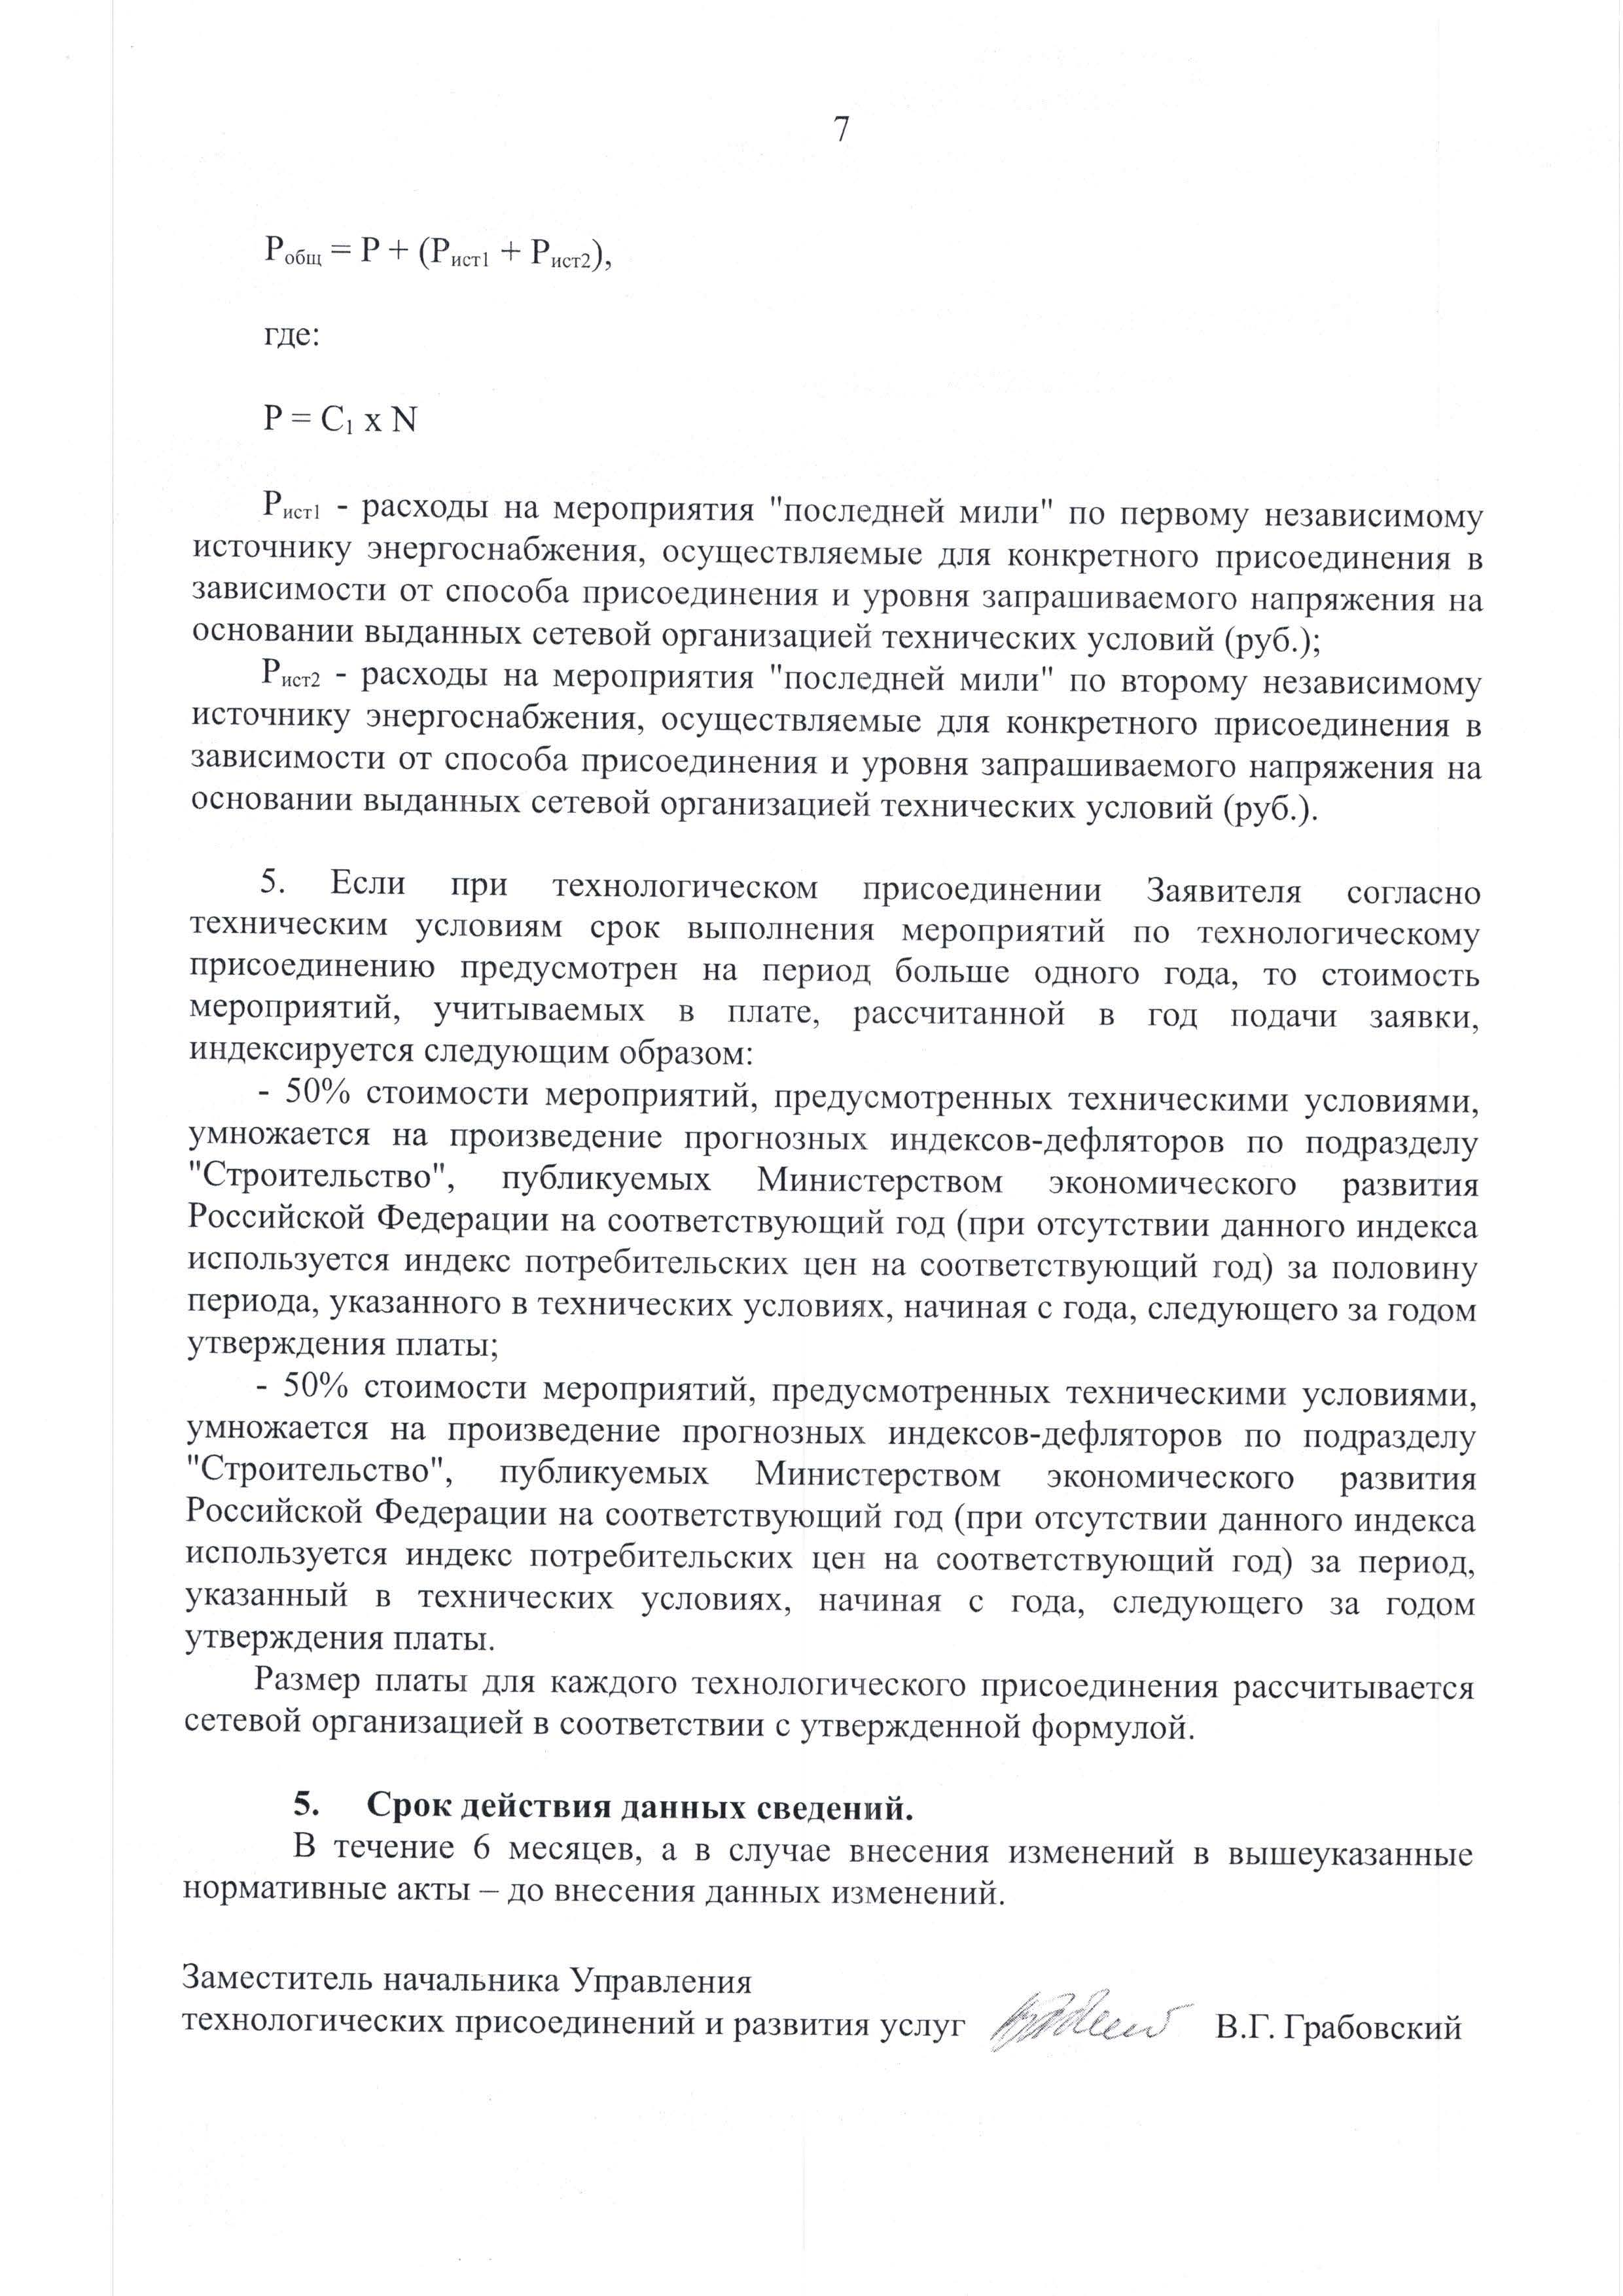 7
Робщ = Р + (Рист1 + Рист2),
где:
Р = С1 х N
Рист1 - расходы на мероприятия "последней мили" по первому независимому
источнику энергоснабжения, осуществляемые для конкретного присоединения в
зависимости от способа присоединения и уровня запрашиваемого напряжения на
основании выданных сетевой организацией технических условий (руб.);
Рист2 - расходы на мероприятия "последней мили" по второму независимому
источнику энергоснабжения, осуществляемые для конкретного присоединения в
зависимости от способа присоединения и уровня запрашиваемого напряжения на
основании выданных сетевой организацией технических условий (руб.).
5. Если при технологическом присоединении Заявителя согласно
техническим условиям срок выполнения мероприятий по технологическому
присоединению предусмотрен на период больше одного года, то стоимость
мероприятий, учитываемых в плате, рассчитанной в год подачи заявки,
индексируется следующим образом:
- 50% стоимости мероприятий, предусмотренных техническими условиями,
умножается на произведение прогнозных индексов-дефляторов по подразделу
"Строительство", публикуемых Министерством экономического развития
Российской Федерации на соответствующий год (при отсутствии данного индекса
используется индекс потребительских цен на соответствующий год) за половину
периода, указанного в технических условиях, начиная с года, следующего за годом
утверждения платы;
- 50% стоимости мероприятий, предусмотренных техническими условиями,
умножается на произведение прогнозных индексов-дефляторов по подразделу
"Строительство", публикуемых Министерством экономического развития
Российской Федерации на соответствующий год (при отсутствии данного индекса
используется индекс потребительских цен на соответствующий год) за период,
указанный в технических условиях, начиная с года, следующего за годом
утверждения платы.
Размер платы для каждого технологического присоединения рассчитывается
сетевой организацией в соответствии с утвержденной формулой.
5. Срок действия данных сведений.
В течение 6 месяцев, а в случае внесения изменений в вышеуказанные
нормативные акты – до внесения данных изменений.
Заместитель начальника Управления
технологических присоединений и развития услуг В.Г. Грабовский